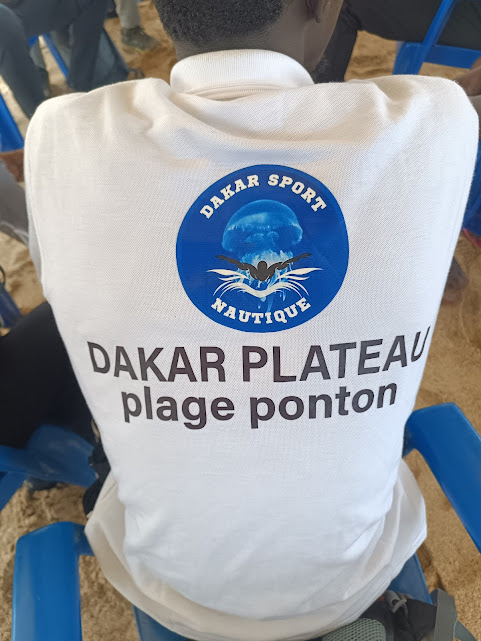 DAKAR SPORT
NAUTIQUE
DAKAR PLATEAU
plage ponton